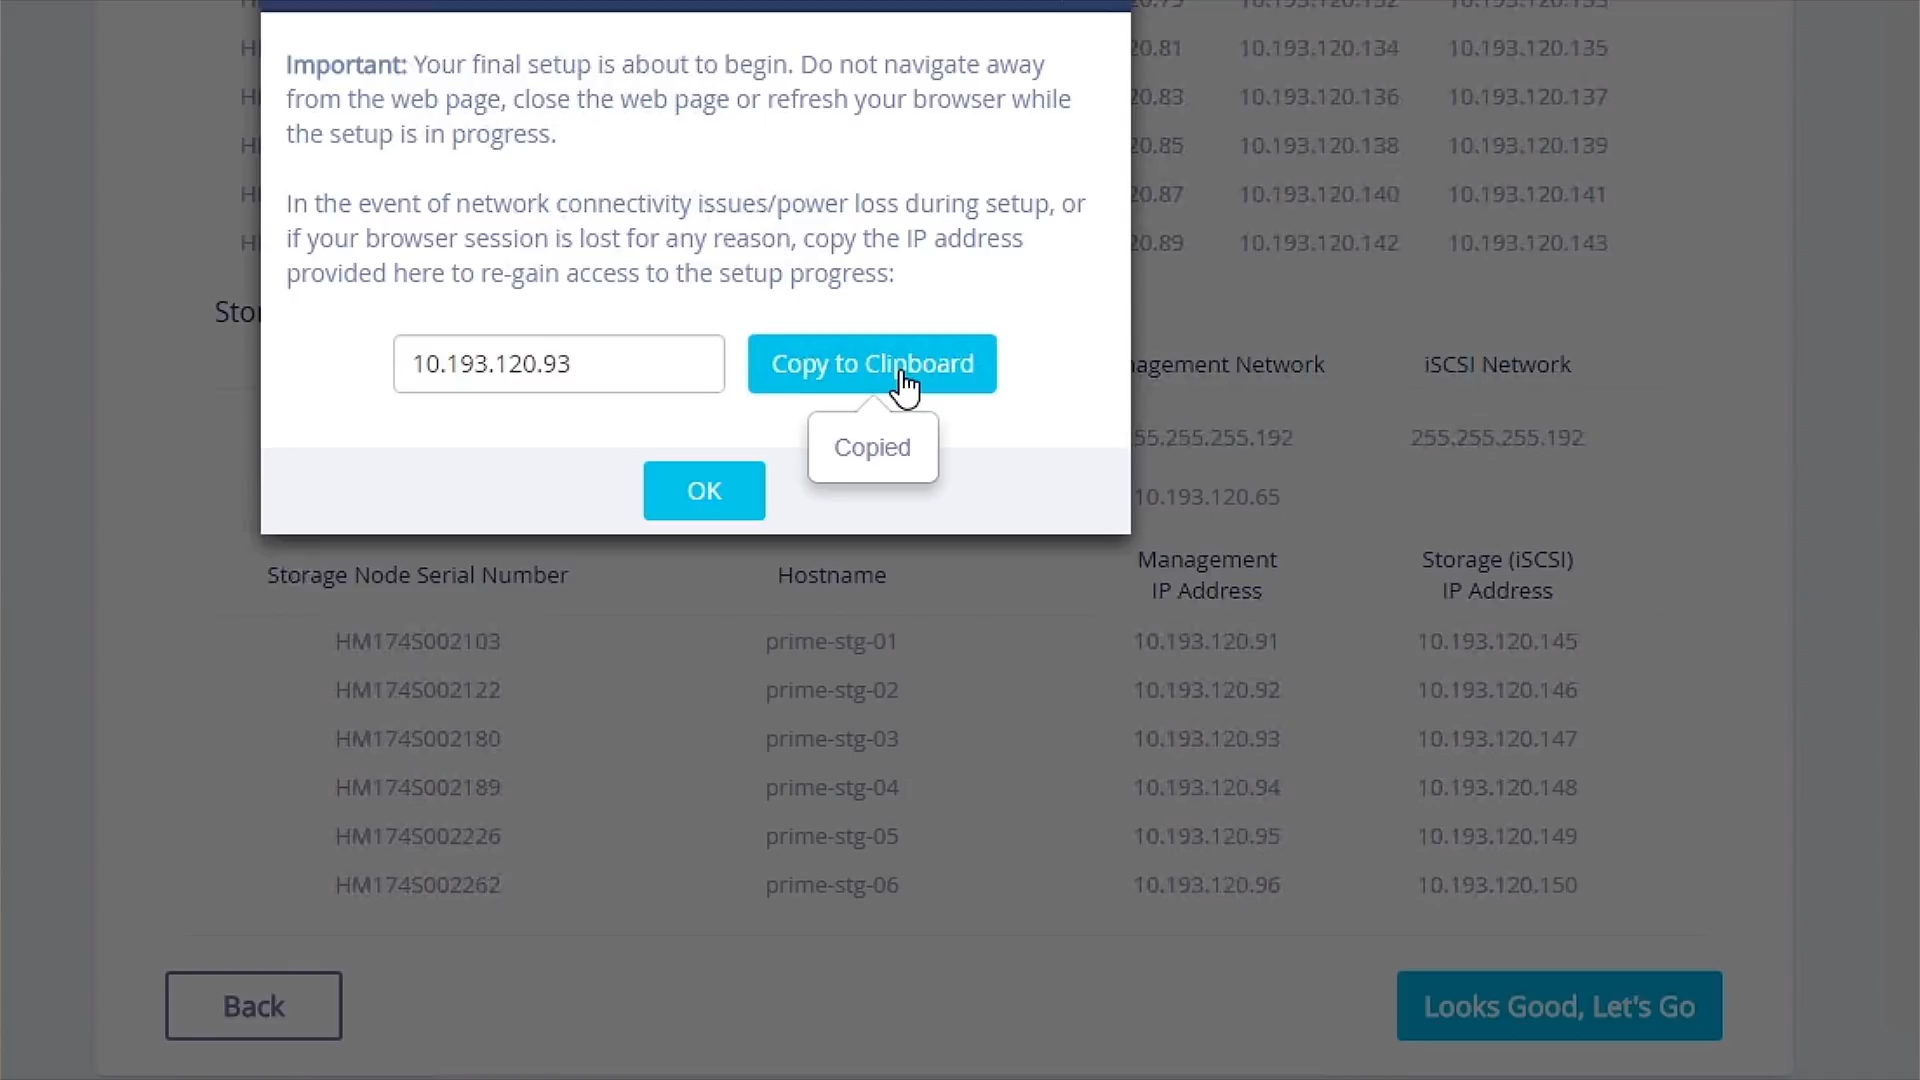 Important: Your final setup is about to begin. Do not navigate away
from the web page, close the web page or refresh your browser while
the setup is in progress.
In the event of network connectivity issues/power loss during setup, or
if your browser session is lost for any reason, copy the IP address
provided here to re-gain access to the setup progress:
10.193.120.93 Copy to Clipboard
Copied
OK
20.81 10.193.120.134 10.193.120.135
20.83 10.193.120.136 10.193.120.137
20.85 10.193.120.138 10.193.120.139
20.87 10.193.120.140 10.193.120.141
20.89 10.193.120.142 10.193.120.143
Stor
nagement Network iSCSI Network
55.255.255.192 255.255.255.192
10.193.120.65
Storage Node Serial Number Hostname Management IP Address Storage (iSCSI) IP Address
HM174S002103 prime-stg-01 10.193.120.91 10.193.120.145
HM174S002122 prime-stg-02 10.193.120.92 10.193.120.146
HM174S002180 prime-stg-03 10.193.120.93 10.193.120.147
HM174S002189 prime-stg-04 10.193.120.94 10.193.120.148
HM174S002226 prime-stg-05 10.193.120.95 10.193.120.149
HM174S002262 prime-stg-06 10.193.120.96 10.193.120.150
Back Looks Good, Let's Go